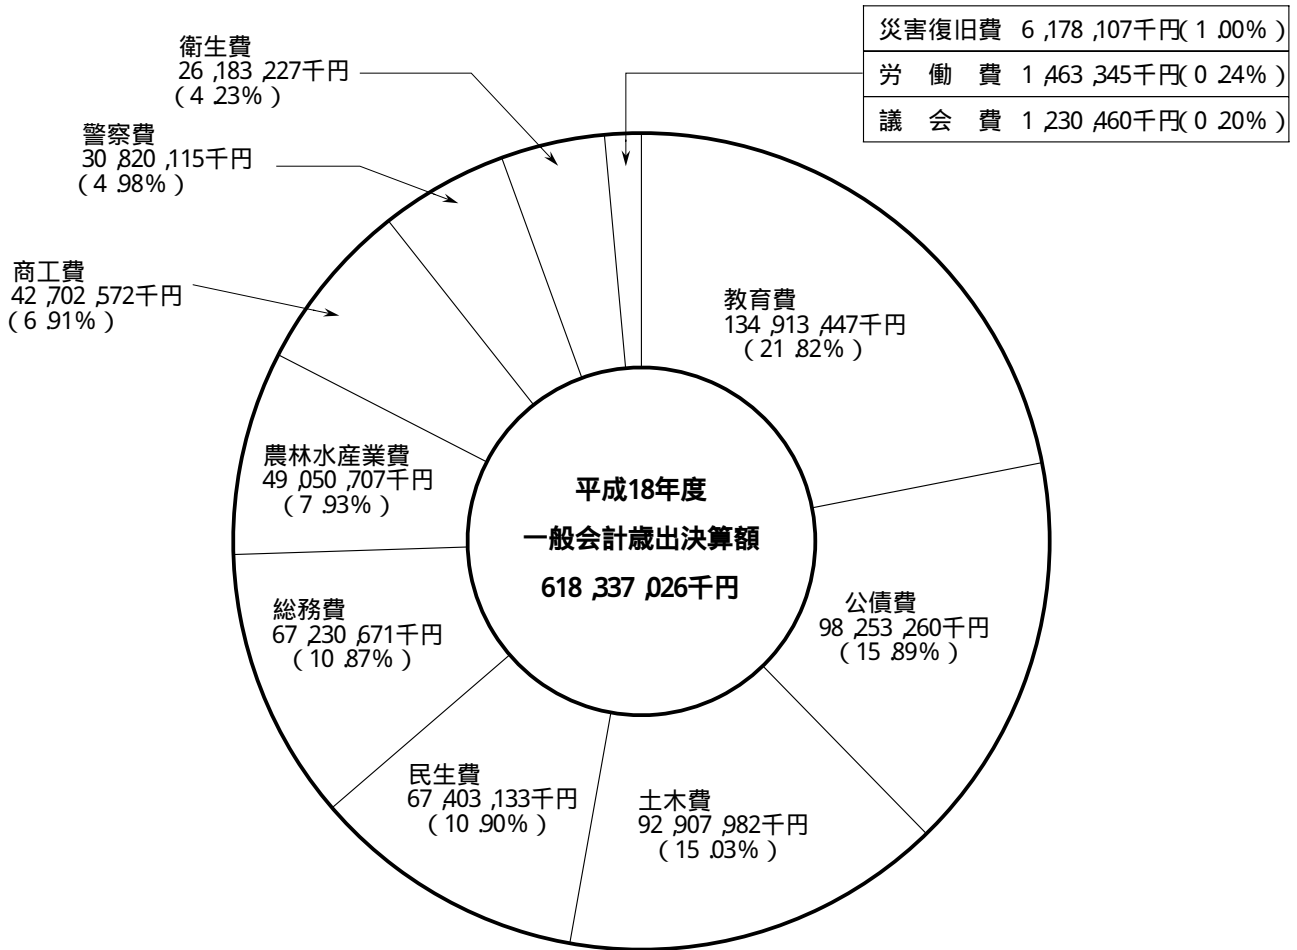 災害復旧費 6,178,107千円(1.00%)
労働費 1,463,345千円(0.24%)
議会費 1,230,460千円(0.20%)
衛生費
26,183,227千円
(4.23%)
警察費
30,820,115千円
(4.98%)
商工費
42,702,572千円
(6.91%)
教育費
134,913,447千円
(21.82%)
農林水産業費
49,050,707千円
(7.93%)
平成18年度
一般会計歳出決算額
618,337,026千円
公債費
98,253,260千円
(15.89%)
総務費
67,230,671千円
(10.87%)
民生費
67,403,133千円
(10.90%)
土木費
92,907,982千円
(15.03%)